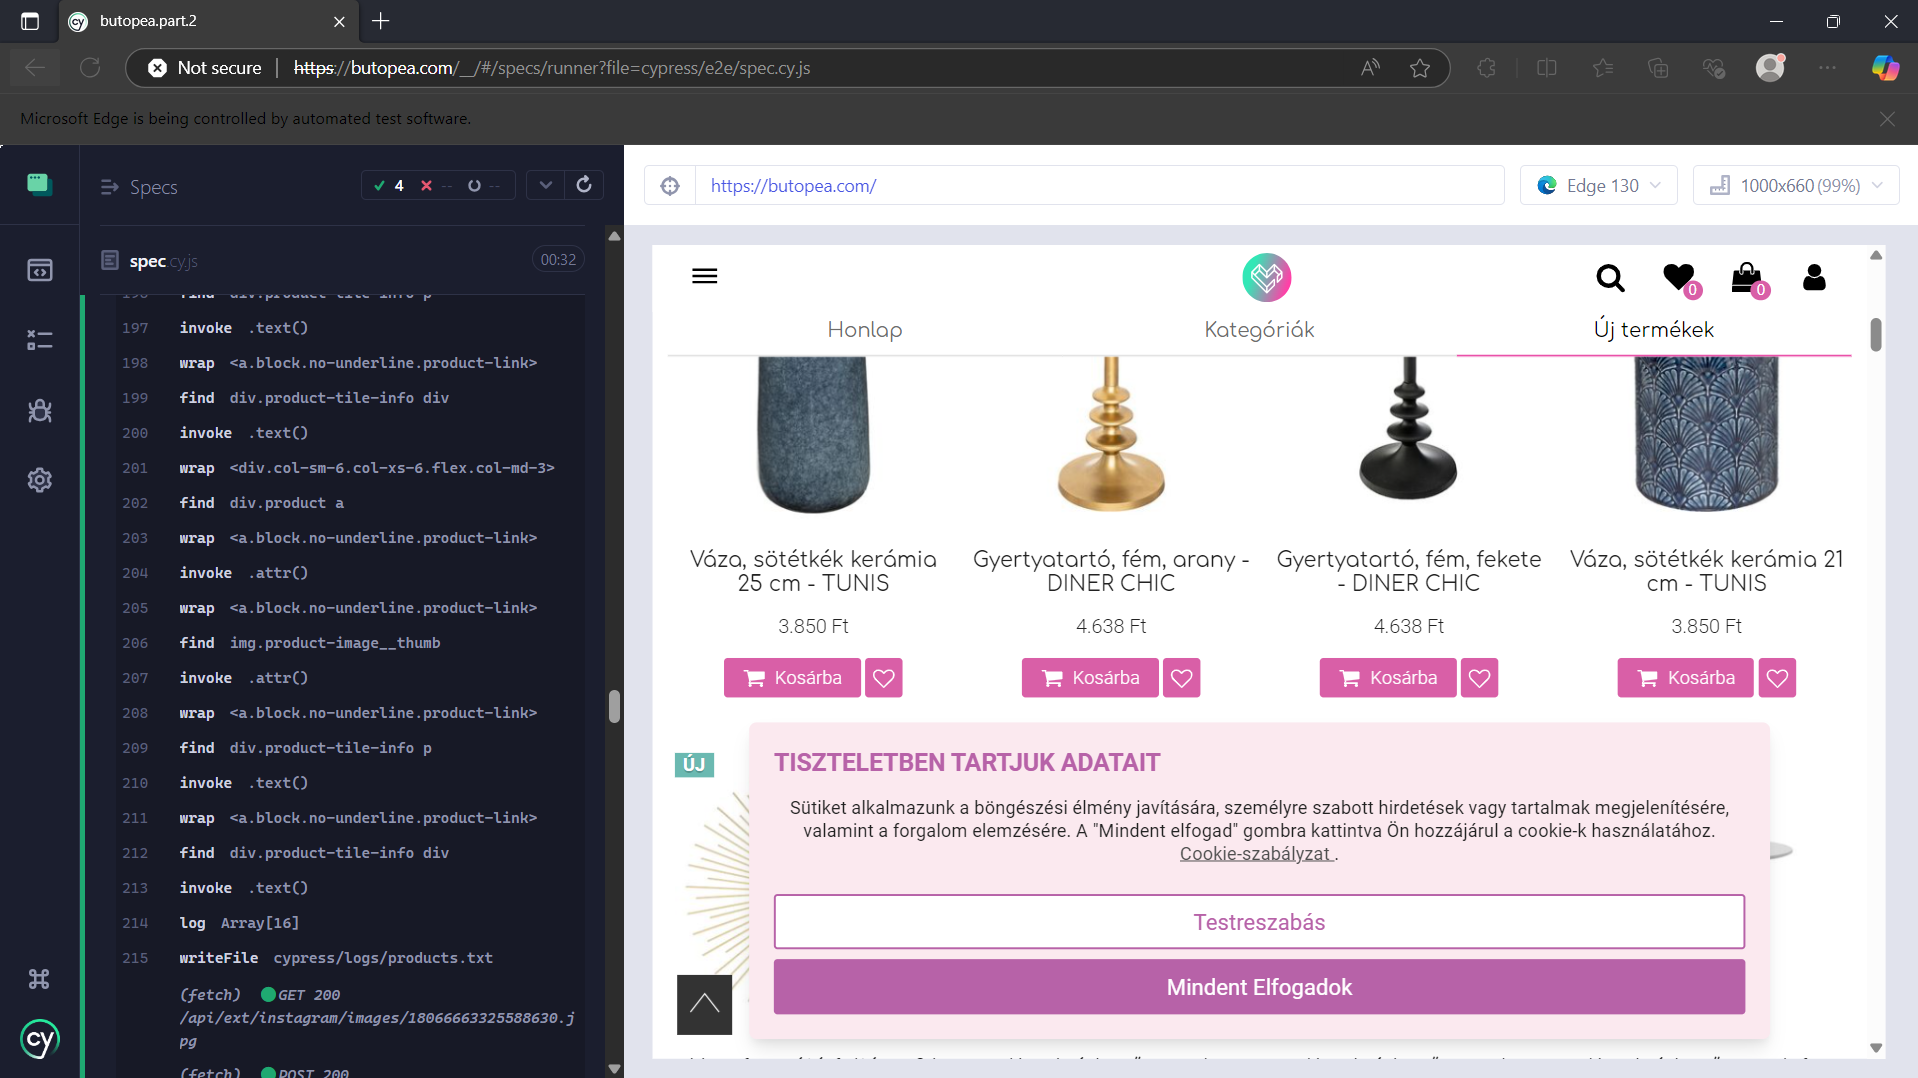 butopea.part.2
Not secure
https://butopea.com/__/#/specs/runner?file=cypress/e2e/spec.cy.js
Microsoft Edge is being controlled by automated test software.
Specs
4 -- --
spec.cy.js 00:32
196 find div.product-tile-info p
197 invoke .text()
198 wrap <a.block.no-underline.product-link>
199 find div.product-tile-info div
200 invoke .text()
201 wrap <div.col-sm-6.col-xs-6.flex.col-md-3>
202 find div.product a
203 wrap <a.block.no-underline.product-link>
204 invoke .attr()
205 wrap <a.block.no-underline.product-link>
206 find img.product-image__thumb
207 invoke .attr()
208 wrap <a.block.no-underline.product-link>
209 find div.product-tile-info p
210 invoke .text()
211 wrap <a.block.no-underline.product-link>
212 find div.product-tile-info div
213 invoke .text()
214 log Array[16]
215 writeFile cypress/logs/products.txt
(fetch) GET 200
/api/ext/instagram/images/18066663325588630.j
pg
(fetch) POST 200
cy
https://butopea.com/
Edge 130
1000x660 (99%)
0
0
Honlap
Kategóriák
Új termékek
Váza, sötétkék kerámia
25 cm - TUNIS
3.850 Ft
Kosárba
Gyertyatartó, fém, arany -
DINER CHIC
4.638 Ft
Kosárba
Gyertyatartó, fém, fekete
- DINER CHIC
4.638 Ft
Kosárba
Váza, sötétkék kerámia 21
cm - TUNIS
3.850 Ft
Kosárba
ÚJ
TISZTELETBEN TARTJUK ADATAIT
Sütiket alkalmazunk a böngészési élmény javítására, személyre szabott hirdetések vagy tartalmak megjelenítésére,
valamint a forgalom elemzésére. A "Mindent elfogad" gombra kattintva Ön hozzájárul a cookie-k használatához.
Cookie-szabályzat .
Testreszabás
Mindent Elfogadok